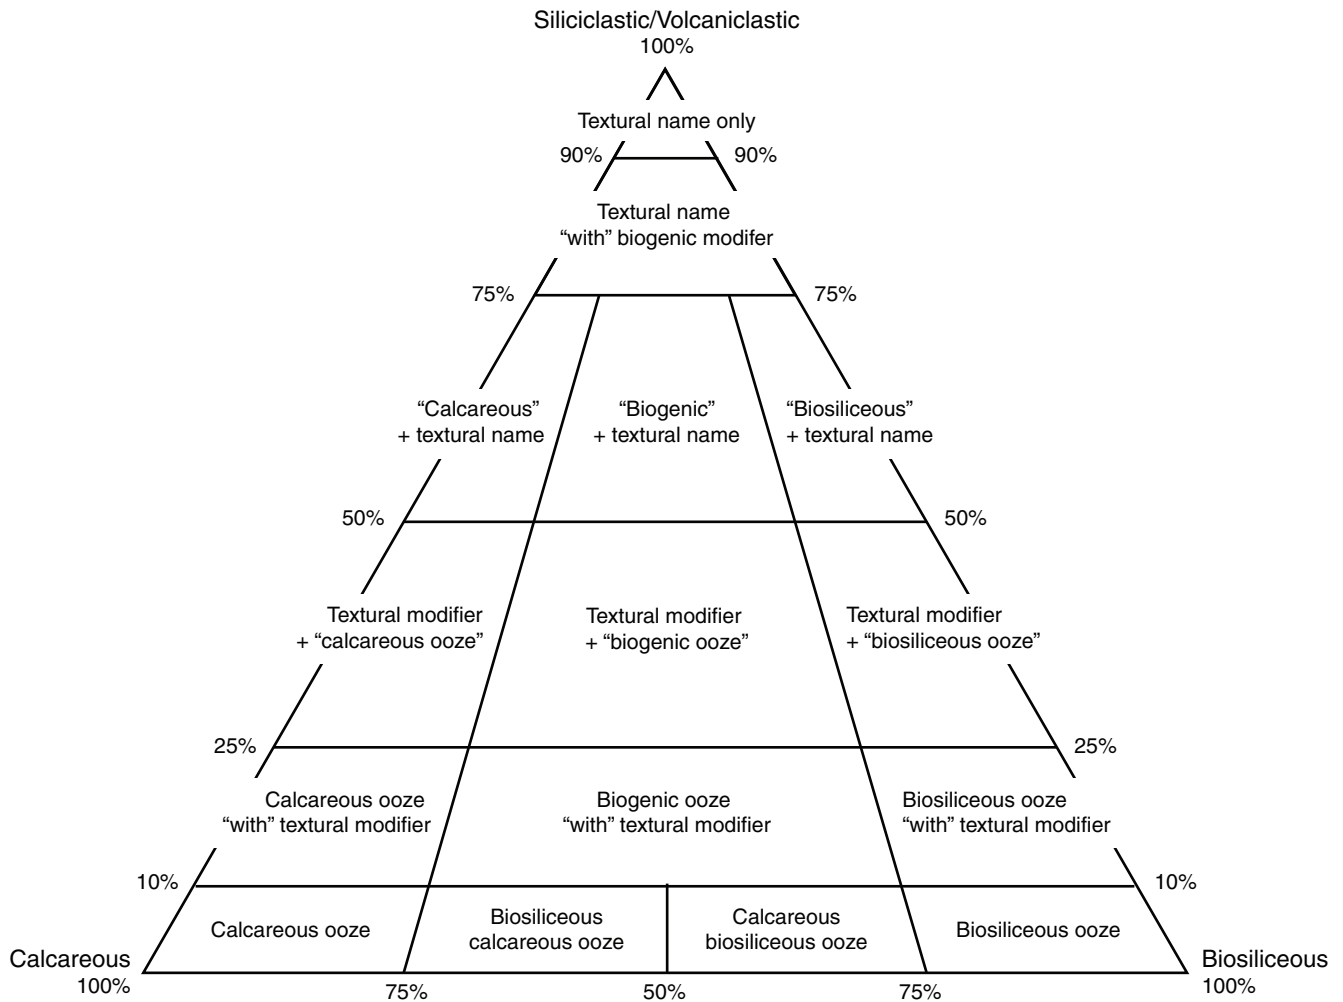 Siliciclastic/Volcaniclastic
100%
Textural name only
90%
90%
Textural name
“with” biogenic modifer
75%
75%
“Calcareous”
+ textural name
“Biogenic”
+ textural name
“Biosiliceous”
+ textural name
50%
50%
Textural modifier
+ “calcareous ooze”
Textural modifier
+ “biogenic ooze”
Textural modifier
+ “biosiliceous ooze”
25%
25%
Calcareous ooze
“with” textural modifier
Biogenic ooze
“with” textural modifier
Biosiliceous ooze
“with” textural modifier
10%
10%
Calcareous ooze
Biosiliceous
calcareous ooze
Calcareous
biosiliceous ooze
Biosiliceous ooze
Calcareous
100%
75%
50%
75%
Biosiliceous
100%